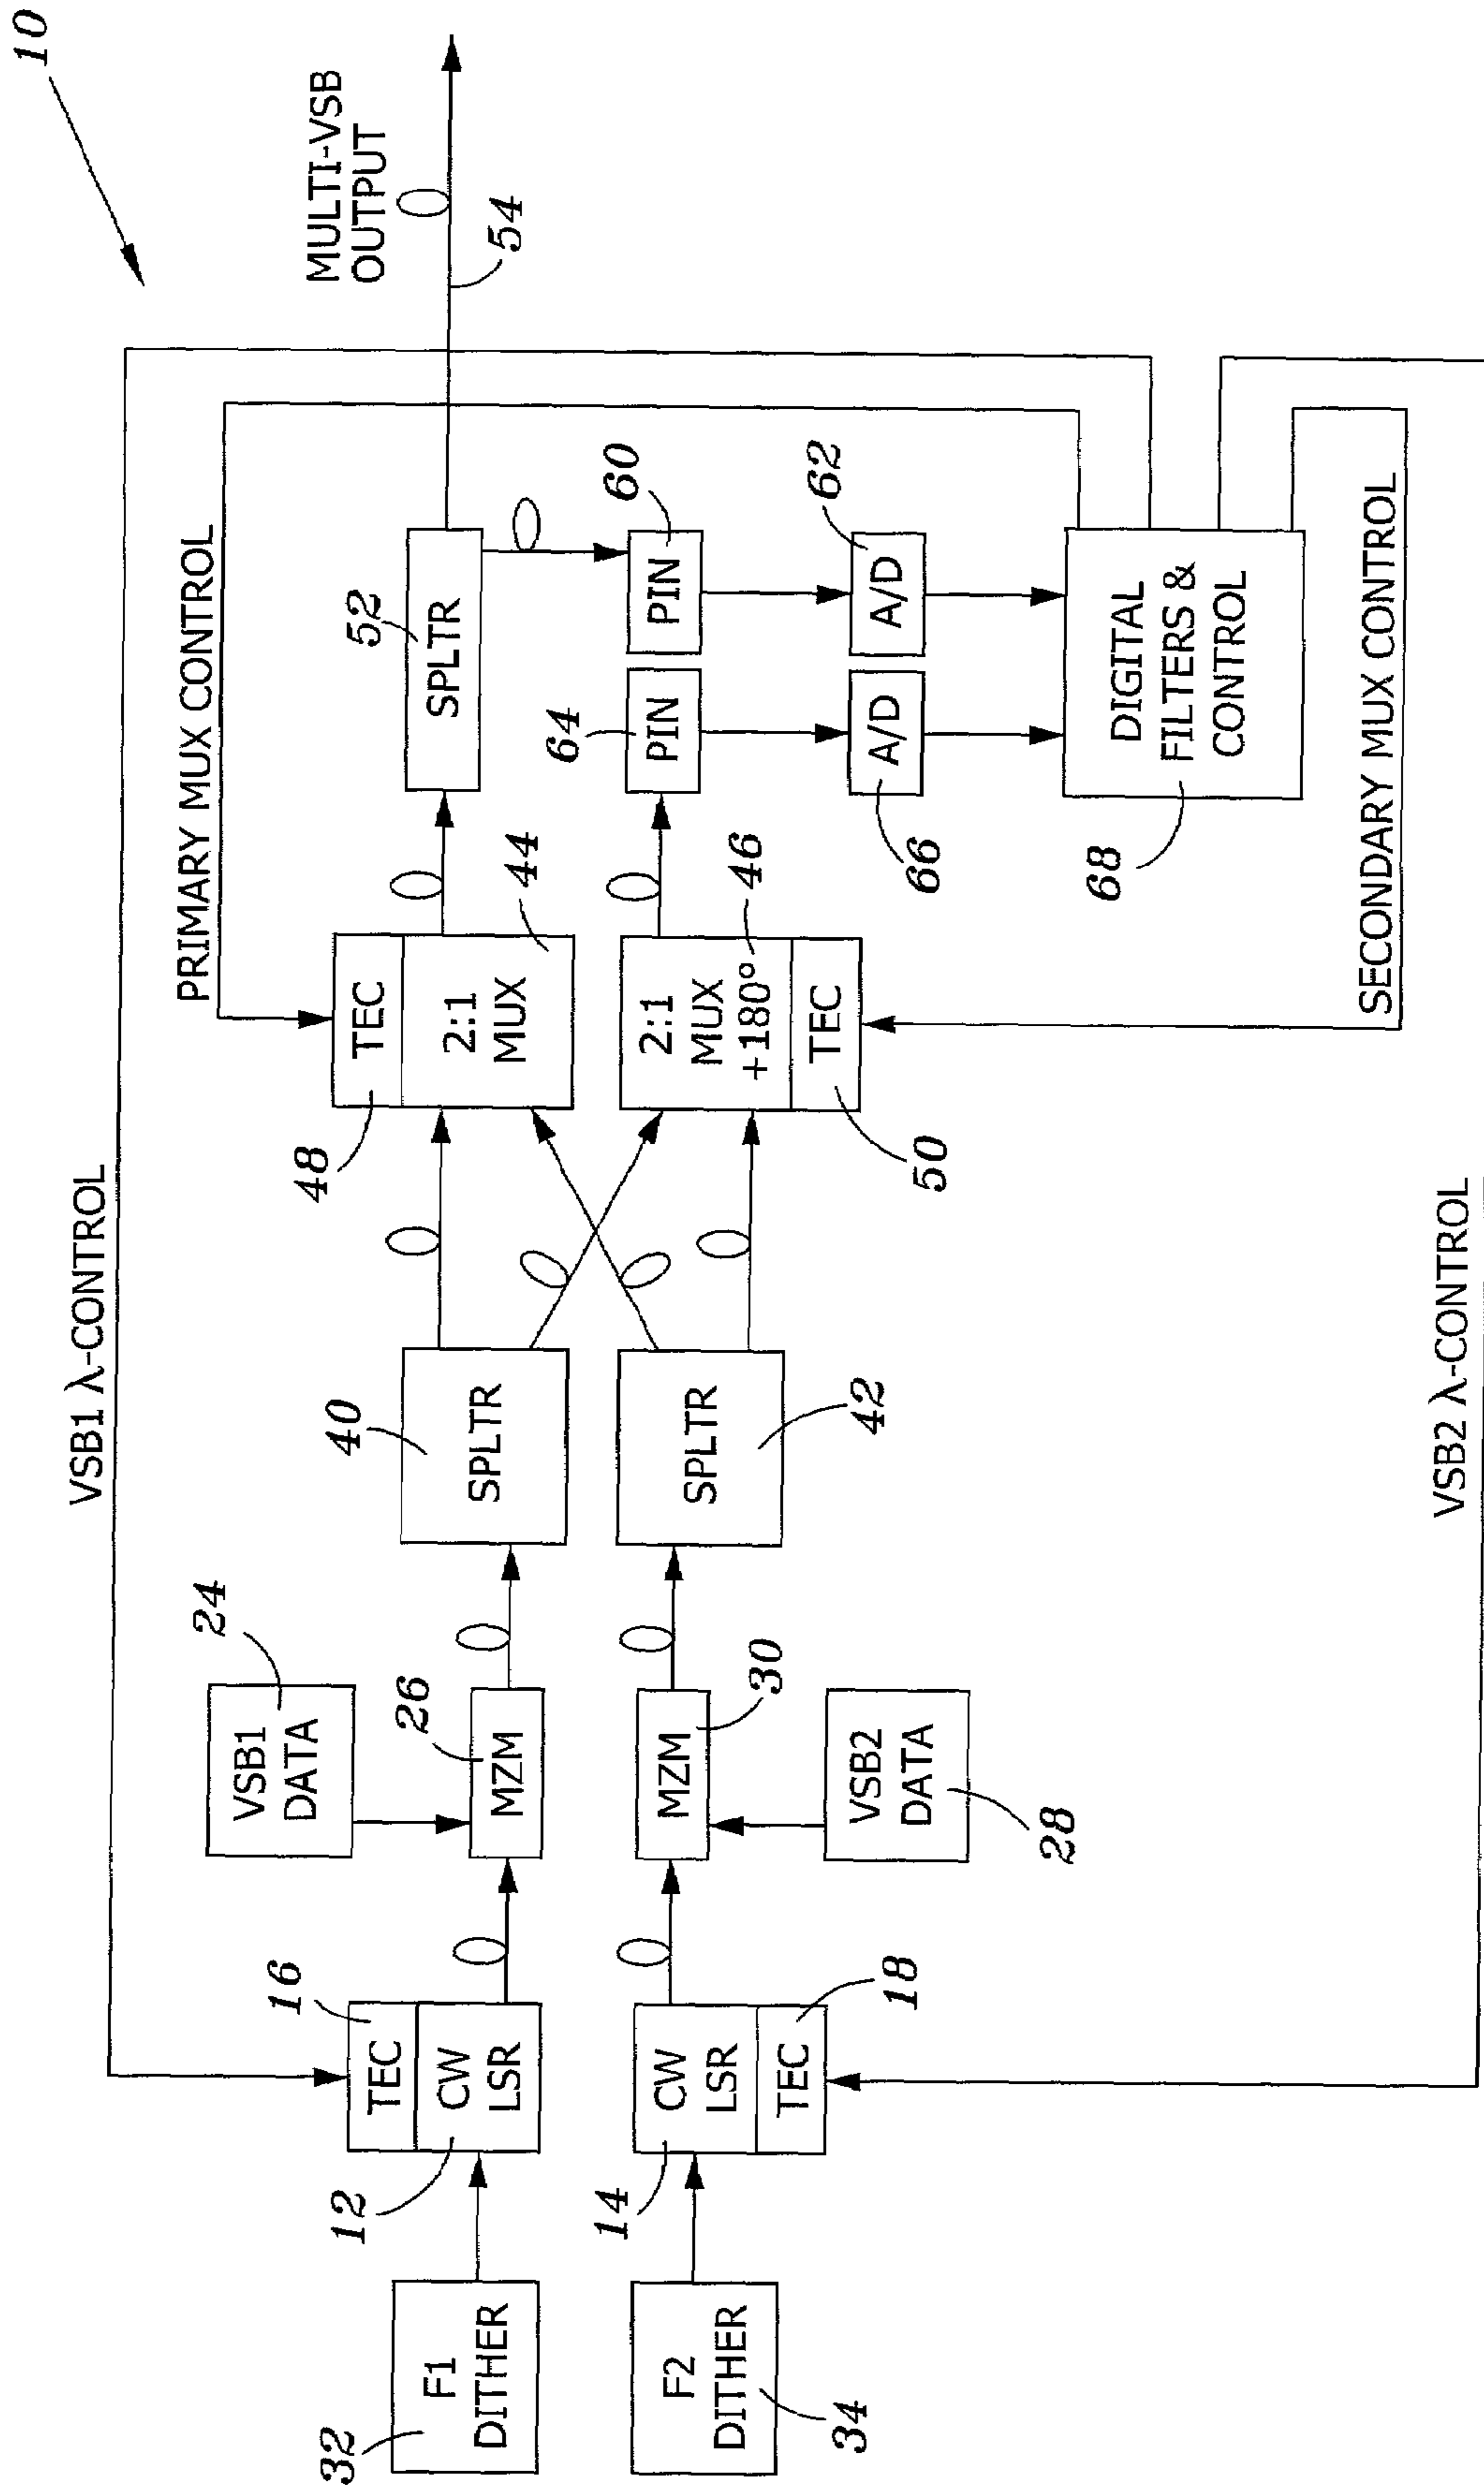 10
VSB1 λ-CONTROL
PRIMARY MUX CONTROL
MULTI-VSB
OUTPUT
54
32
F1
DITHER
12
16
TEC
CW
LSR
24
VSB1
DATA
26
MZM
40
SPLTR
48
TEC
2:1
MUX
44
52
SPLTR
34
F2
DITHER
14
CW
LSR
TEC
18
MZM
30
VSB2
DATA
28
SPLTR
42
2:1
MUX
+180°
46
TEC
50
64
PIN
PIN
60
66
A/D
A/D
62
68
DIGITAL
FILTERS &
CONTROL
SECONDARY MUX CONTROL
VSB2 λ-CONTROL